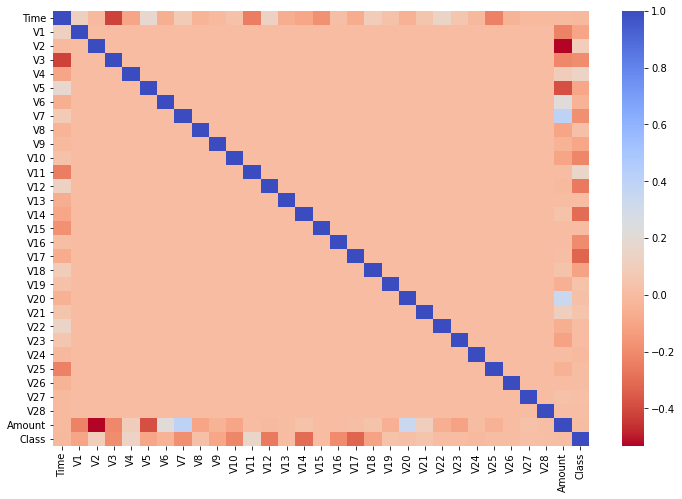 Time
V1
V2
V3
V4
V5
V6
V7
V8
V9
V10
V11
V12
V13
V14
V15
V16
V17
V18
V19
V20
V21
V22
V23
V24
V25
V26
V27
V28
Amount
Class
Time
V1
V2
V3
V4
V5
V6
V7
V8
V9
V10
V11
V12
V13
V14
V15
V16
V17
V18
V19
V20
V21
V22
V23
V24
V25
V26
V27
V28
Amount
Class
1.0
0.8
0.6
0.4
0.2
0.0
−0.2
−0.4